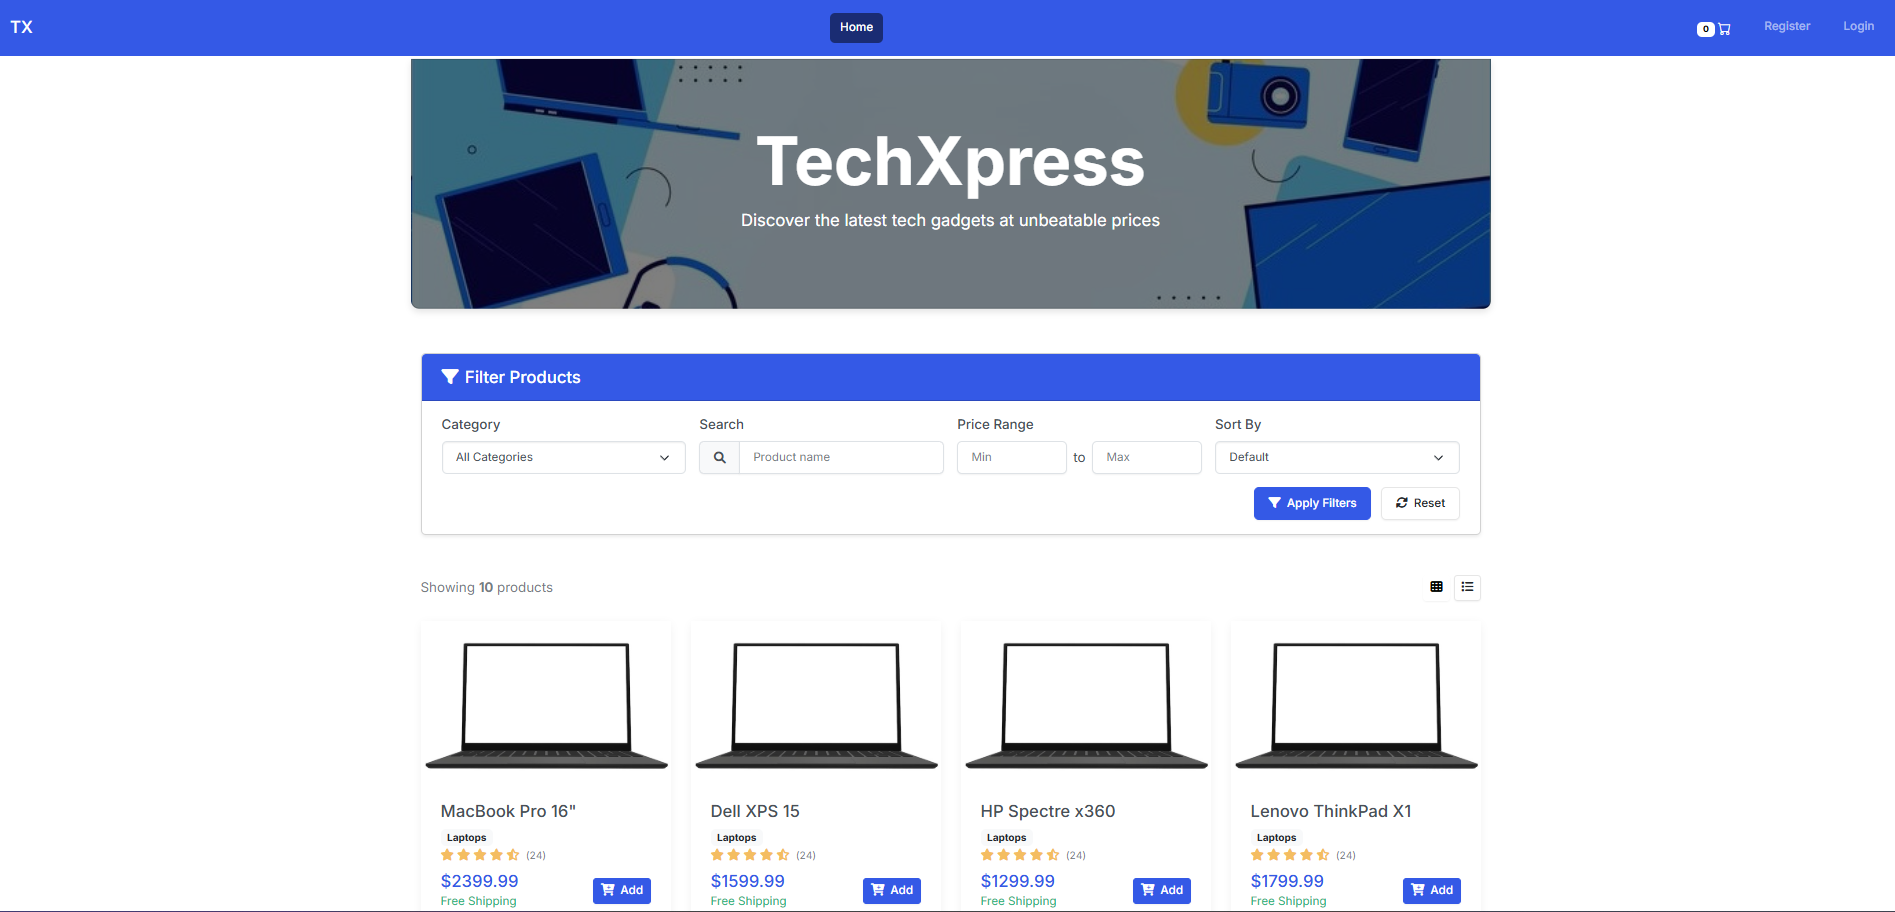 TX
Home
0
Register
Login
TechXpress
Discover the latest tech gadgets at unbeatable prices
Filter Products
Category
Search
Price Range
Sort By
All Categories
Product name
Min
to
Max
Default
Apply Filters
Reset
Showing 10 products
MacBook Pro 16"
Laptops
(24)
$2399.99
Add
Free Shipping
Dell XPS 15
Laptops
(24)
$1599.99
Add
Free Shipping
HP Spectre x360
Laptops
(24)
$1299.99
Add
Free Shipping
Lenovo ThinkPad X1
Laptops
(24)
$1799.99
Add
Free Shipping